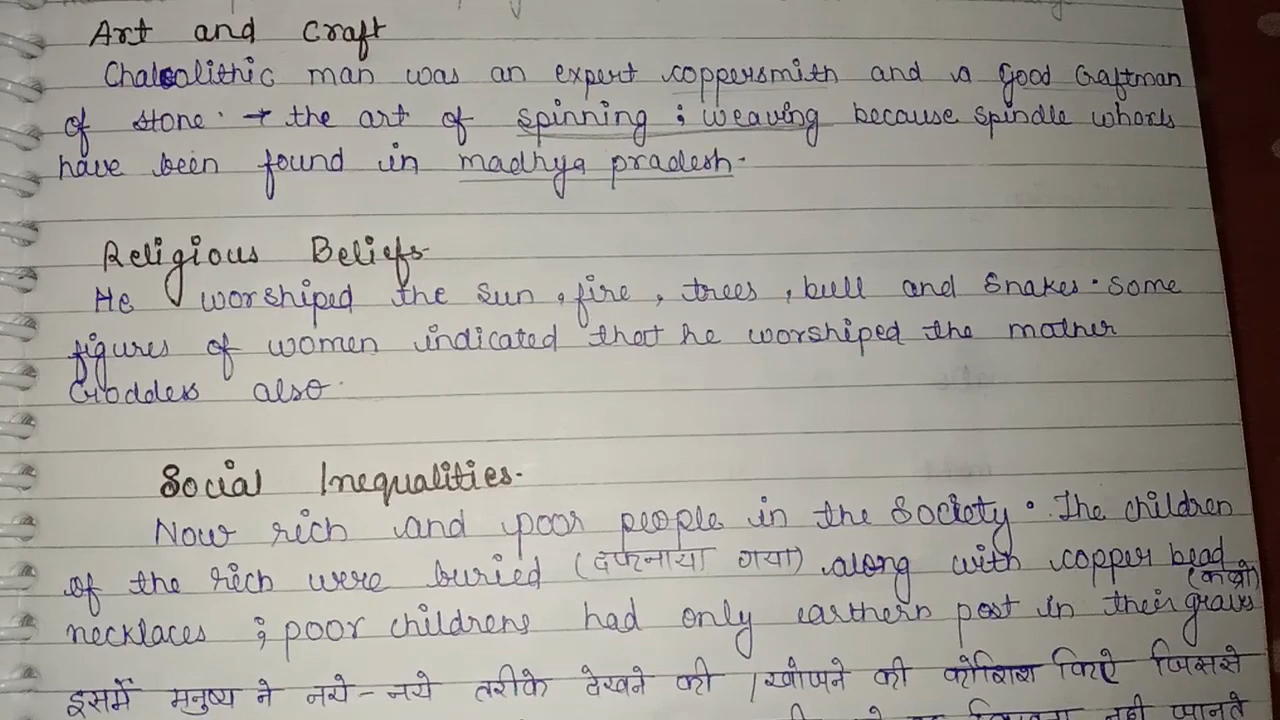 Art and Craft
Chalcolithic man was an expert coppersmith and a good Craftman
of stone. → the art of spinning & weaving because spindle whorls
have been found in madhya pradesh.
Religious Beliefs
He worshiped the Sun, fire, trees, bull and Snakes. Some
figures of women indicated that he worshiped the mother
Goddess also.
Social Inequalities.
Now rich and poor people in the Society. The children
of the rich were buried (दफनाया गया) along with copper bead
necklaces & poor childrens had only earthern post in their graves
(कब्रो)
इसमें मनुष्य ने नये-नये तरीके देखने की / खोजने की कोशिश किऐ जिससे
नही जानते